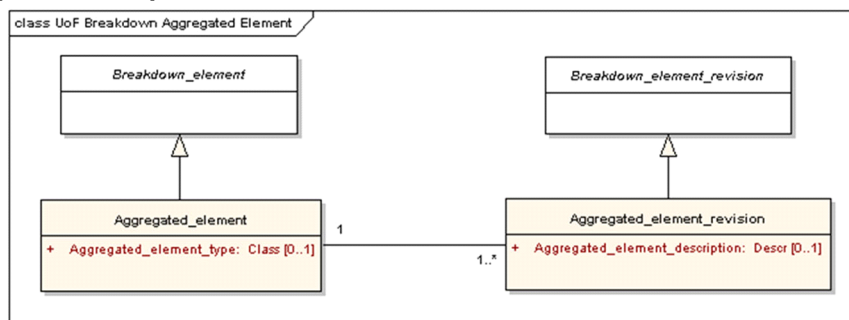 class UoF Breakdown Aggregated Element
Breakdown_element
Breakdown_element_revision
Aggregated_element
+ Aggregated_element_type: Class [0..1]
1
1..*
Aggregated_element_revision
+ Aggregated_element_description: Descr [0..1]